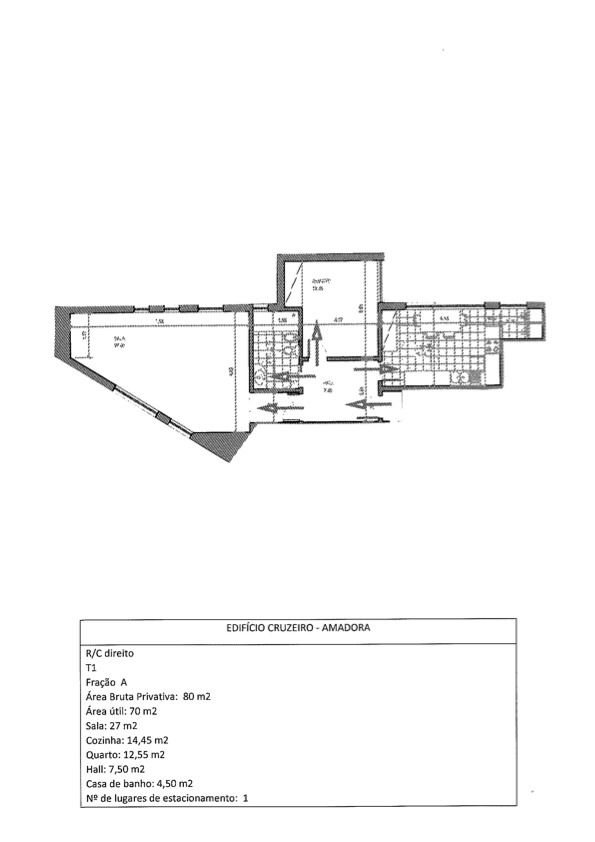 SALA
HALL
EDIFÍCIO CRUZEIRO - AMADORA
R/C direito
T1
Fração A
Área Bruta Privativa: 80 m2
Área útil: 70 m2
Sala: 27 m2
Cozinha: 14,45 m2
Quarto: 12,55 m2
Hall: 7,50 m2
Casa de banho: 4,50 m2
Nº de lugares de estacionamento: 1